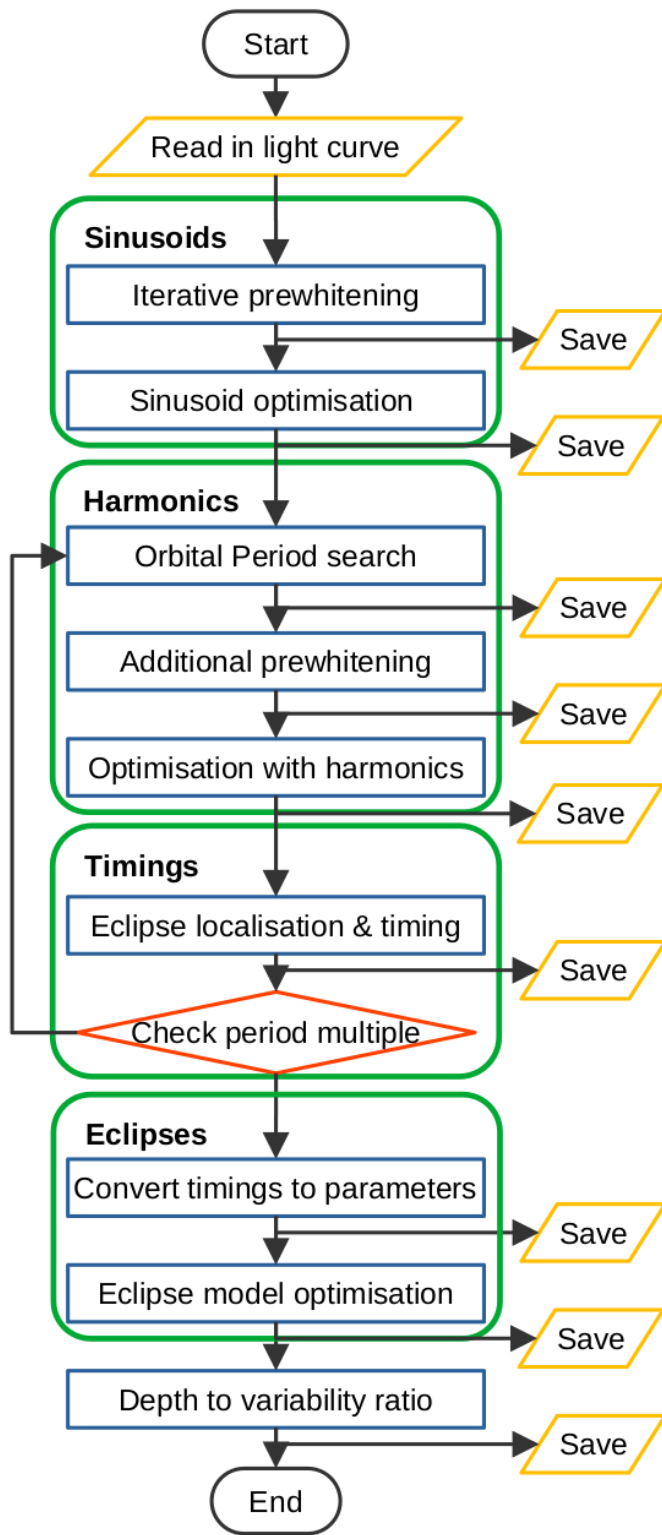 Start
Read in light curve
Sinusoids
Iterative prewhitening
Save
Sinusoid optimisation
Save
Harmonics
Orbital Period search
Save
Additional prewhitening
Save
Optimisation with harmonics
Save
Timings
Eclipse localisation & timing
Save
Check period multiple
Eclipses
Convert timings to parameters
Save
Eclipse model optimisation
Save
Depth to variability ratio
Save
End